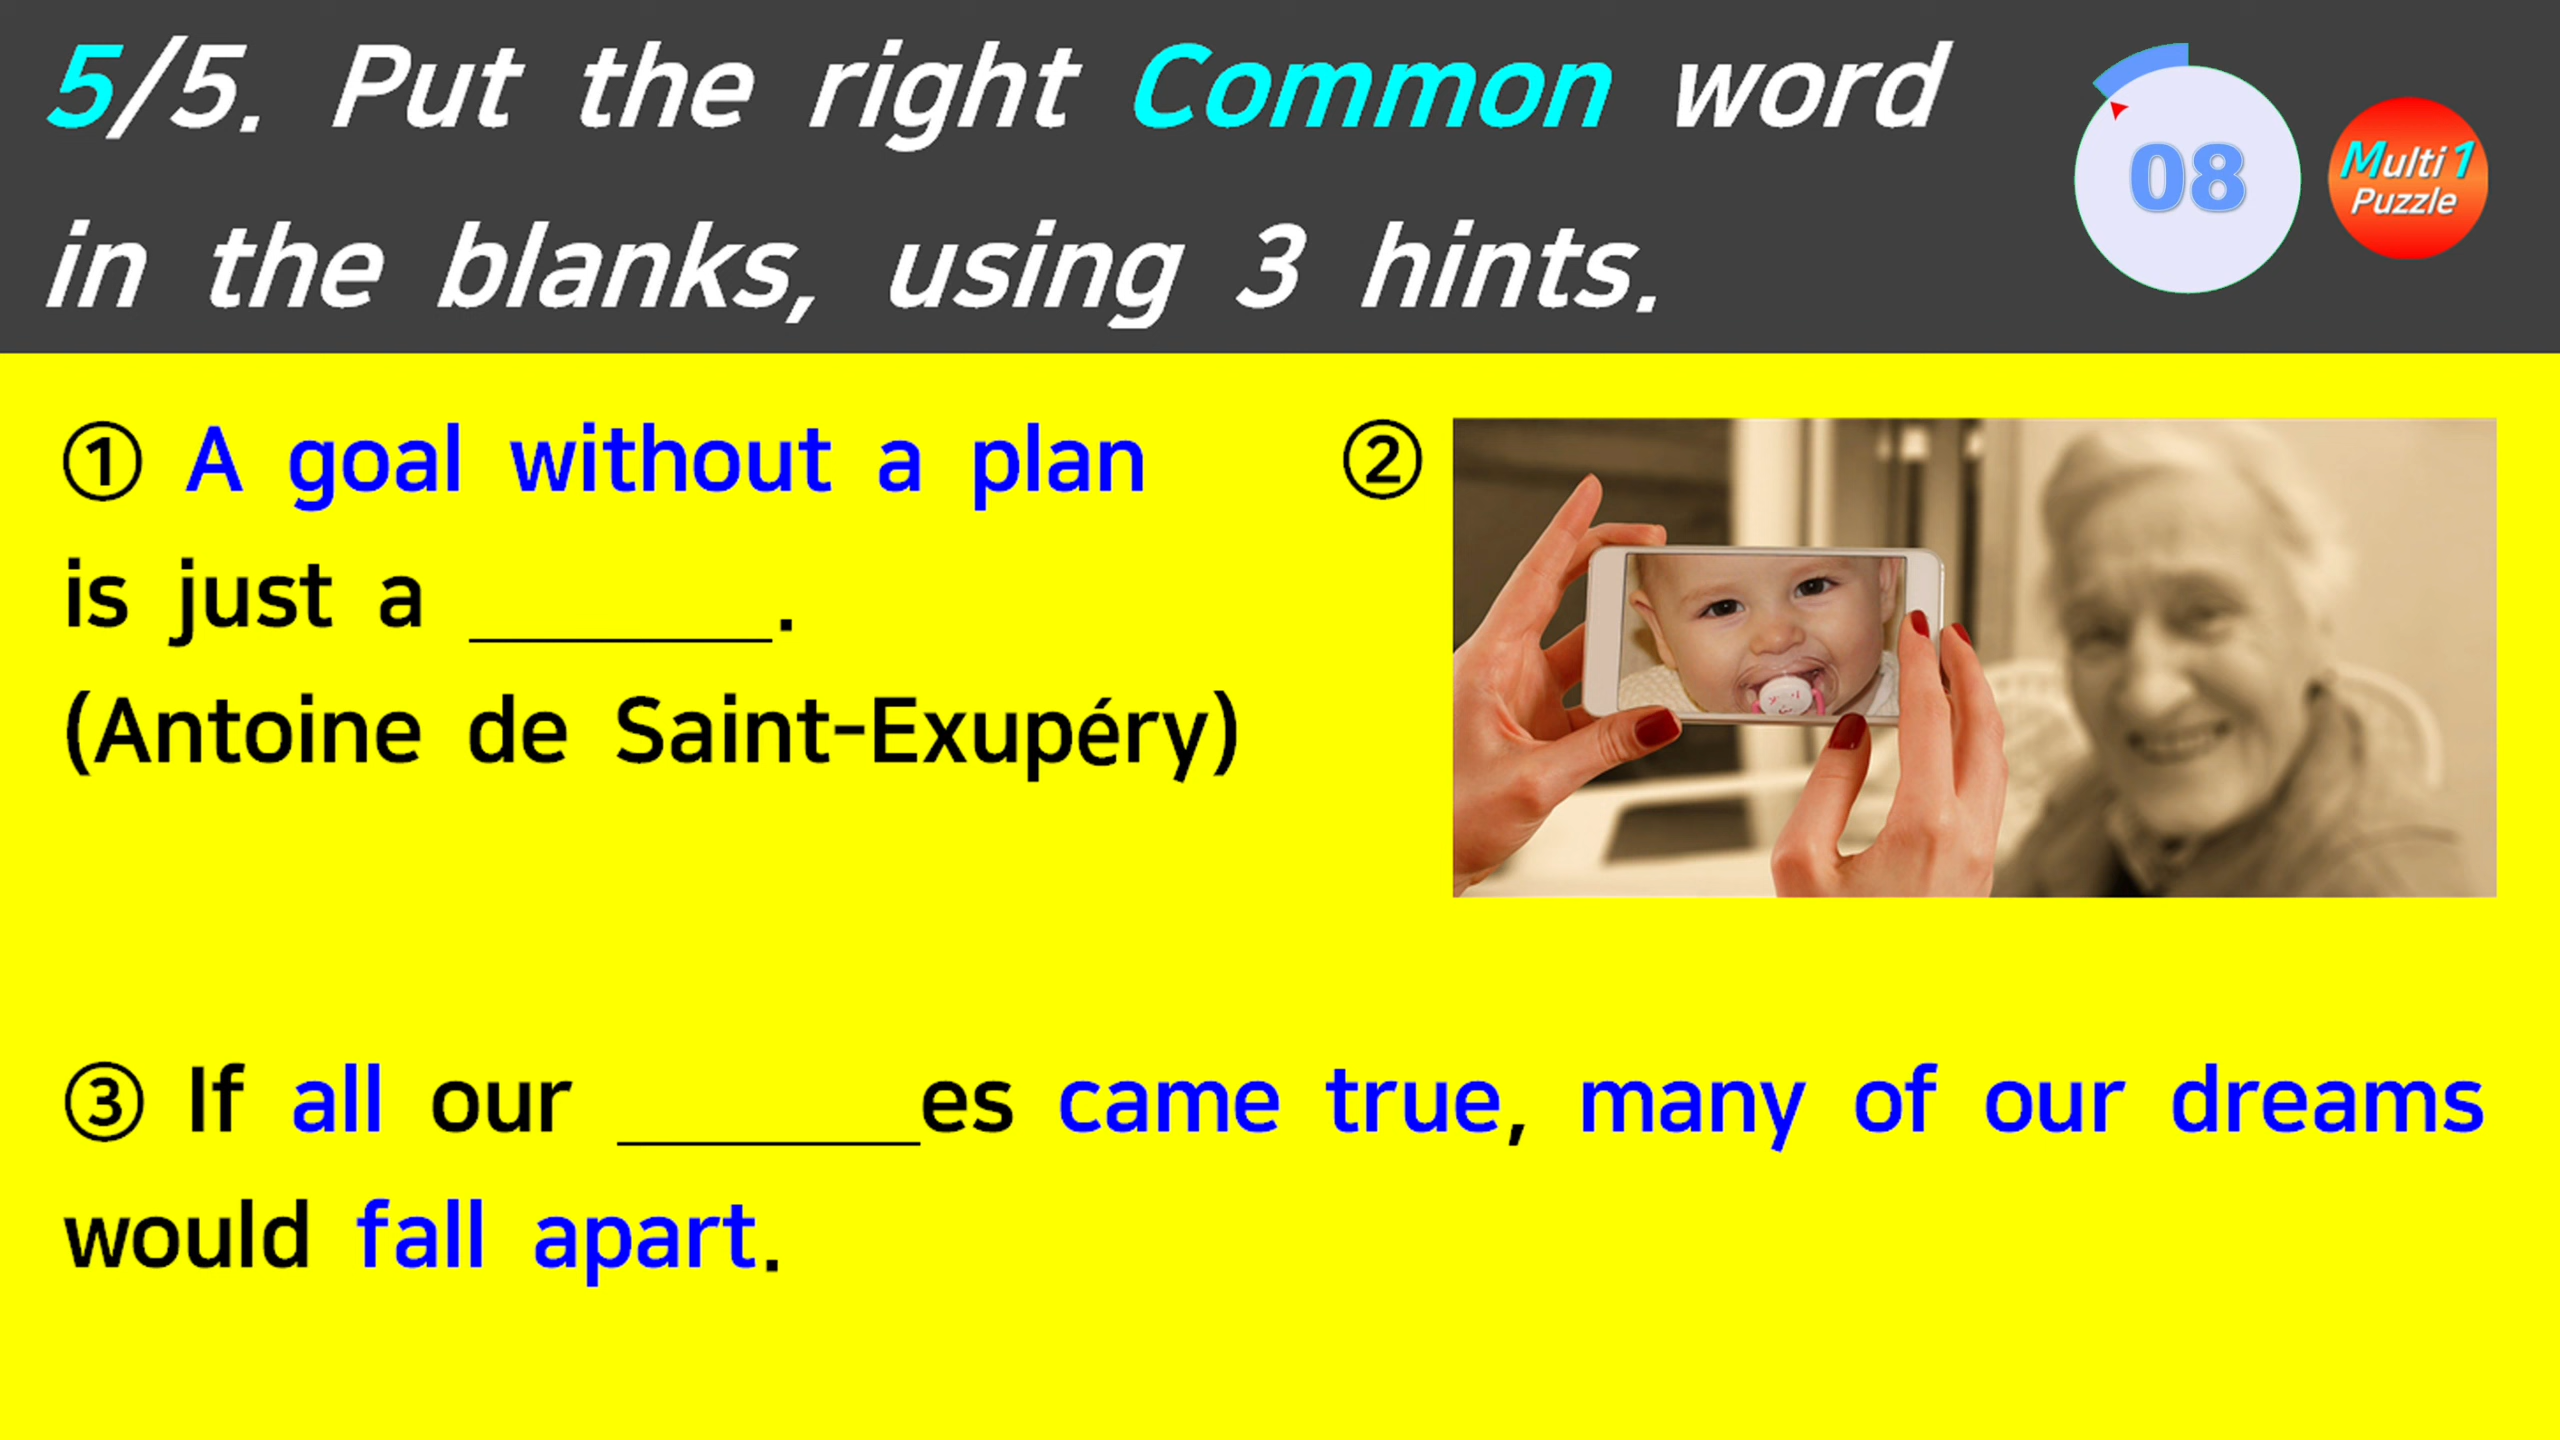 5/5. Put the right Common word
in the blanks, using 3 hints.
08
Multi 1
Puzzle
① A goal without a plan
is just a ______.
(Antoine de Saint-Exupéry)
②
③ If all our ______es came true, many of our dreams
would fall apart.